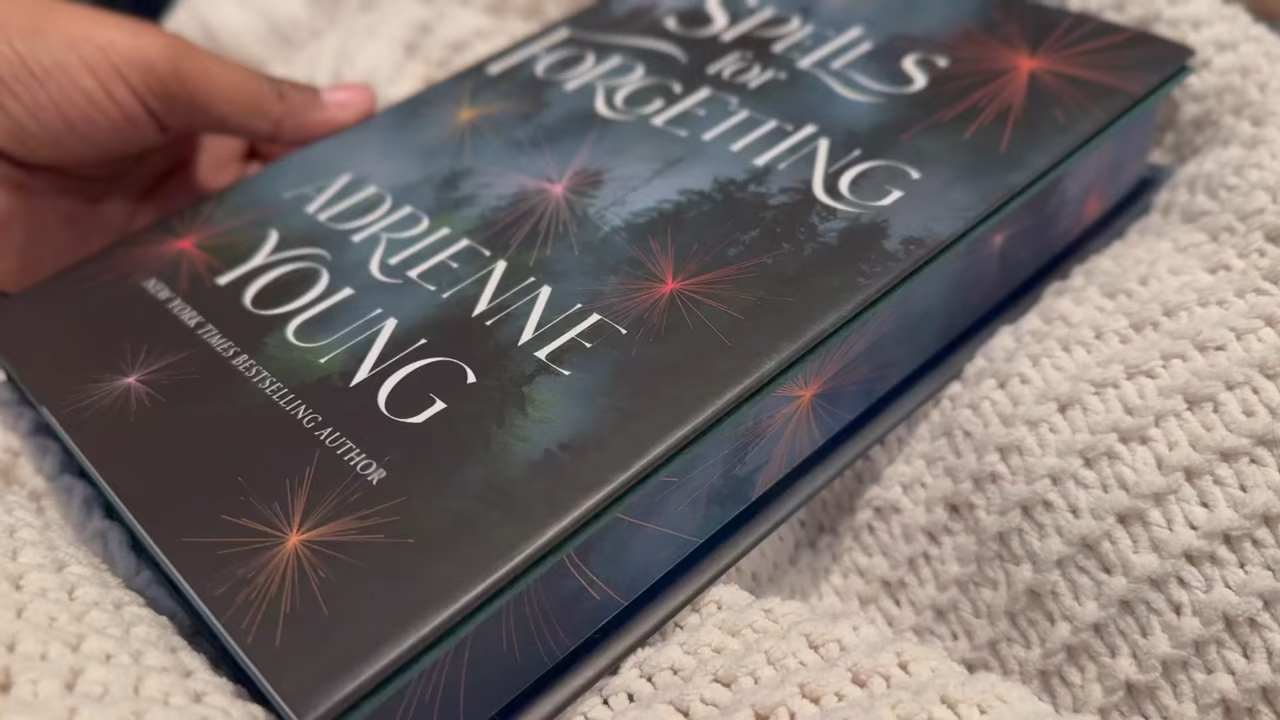 SPELLS
for
FORGETTING
ADRIENNE
YOUNG
NEW YORK TIMES BESTSELLING AUTHOR